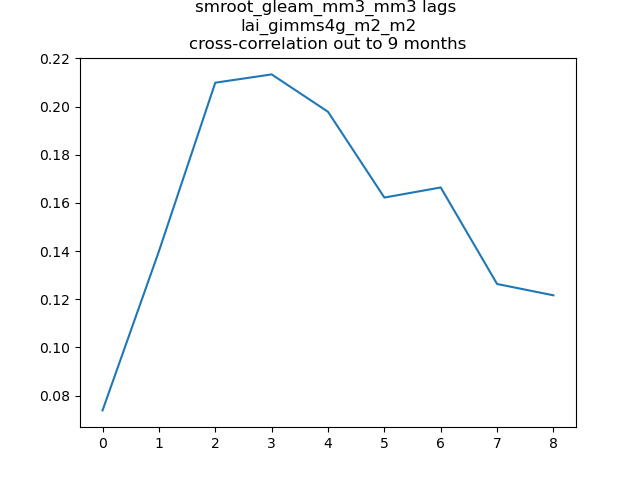 smroot_gleam_mm3_mm3 lags
lai_gimms4g_m2_m2
cross-correlation out to 9 months
0.22
0.20
0.18
0.16
0.14
0.12
0.10
0.08
0 1 2 3 4 5 6 7 8